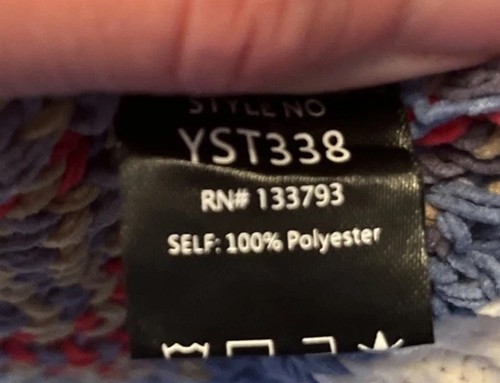 STYLE NO
YST338
RN# 133793
SELF: 100% Polyester